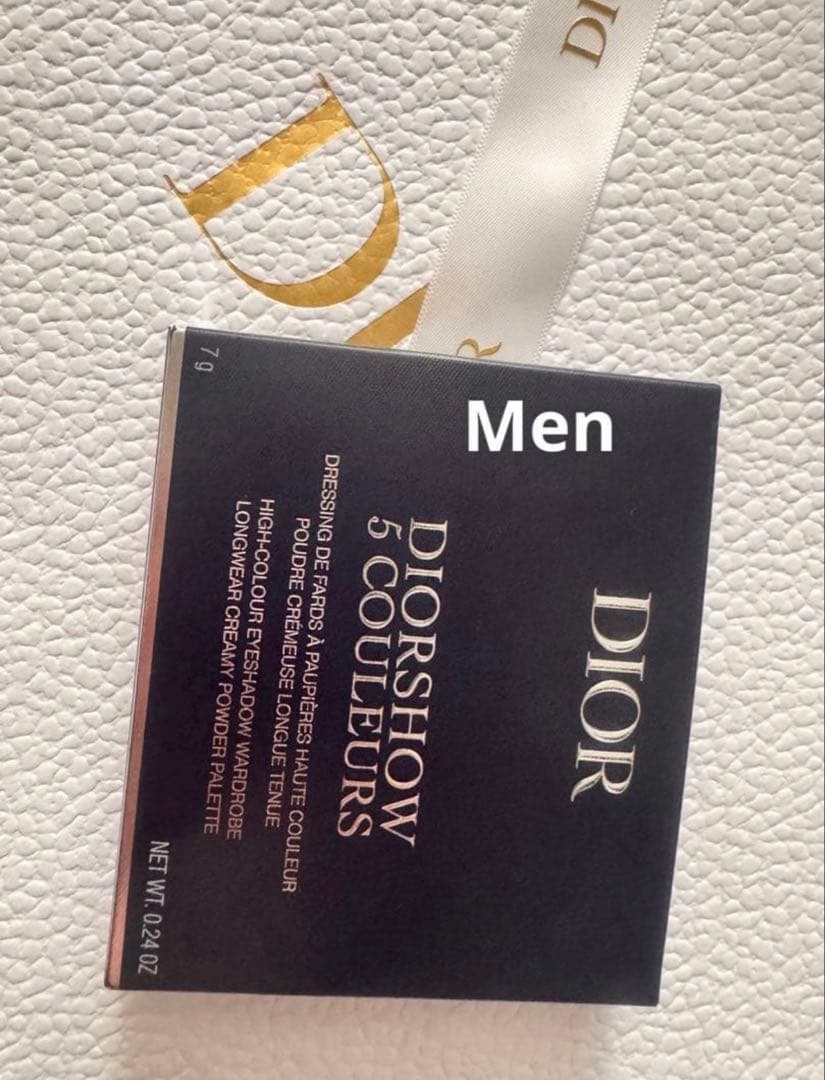 DI
D
R
Men
DIOR
DIORSHOW
5 COULEURS
DRESSING DE FARDS À PAUPIÈRES HAUTE COULEUR
POUDRE CRÉMEUSE LONGUE TENUE
HIGH-COLOUR EYESHADOW WARDROBE
LONGWEAR CREAMY POWDER PALETTE
7 g
NET WT. 0.24 OZ